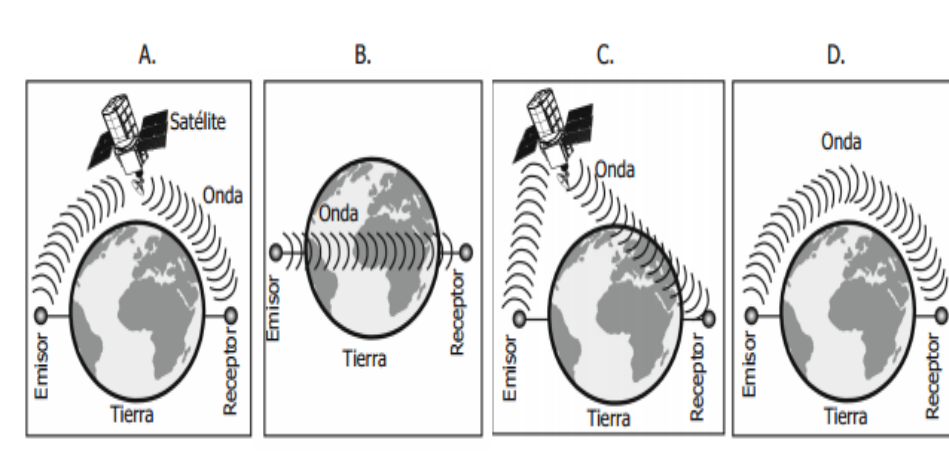 A.
B.
C.
D.
Satélite
Onda
Emisor
Receptor
Tierra
Onda
Emisor
Receptor
Tierra
Onda
Emisor
Receptor
Tierra
Onda
Emisor
Receptor
Tierra